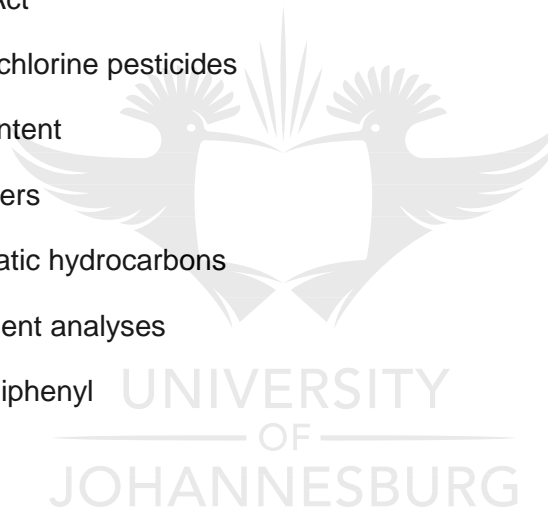 Act
chlorine pesticides
ntent
ers
atic hydrocarbons
ent analyses
iphenyl
UNIVERSITY
OF
JOHANNESBURG